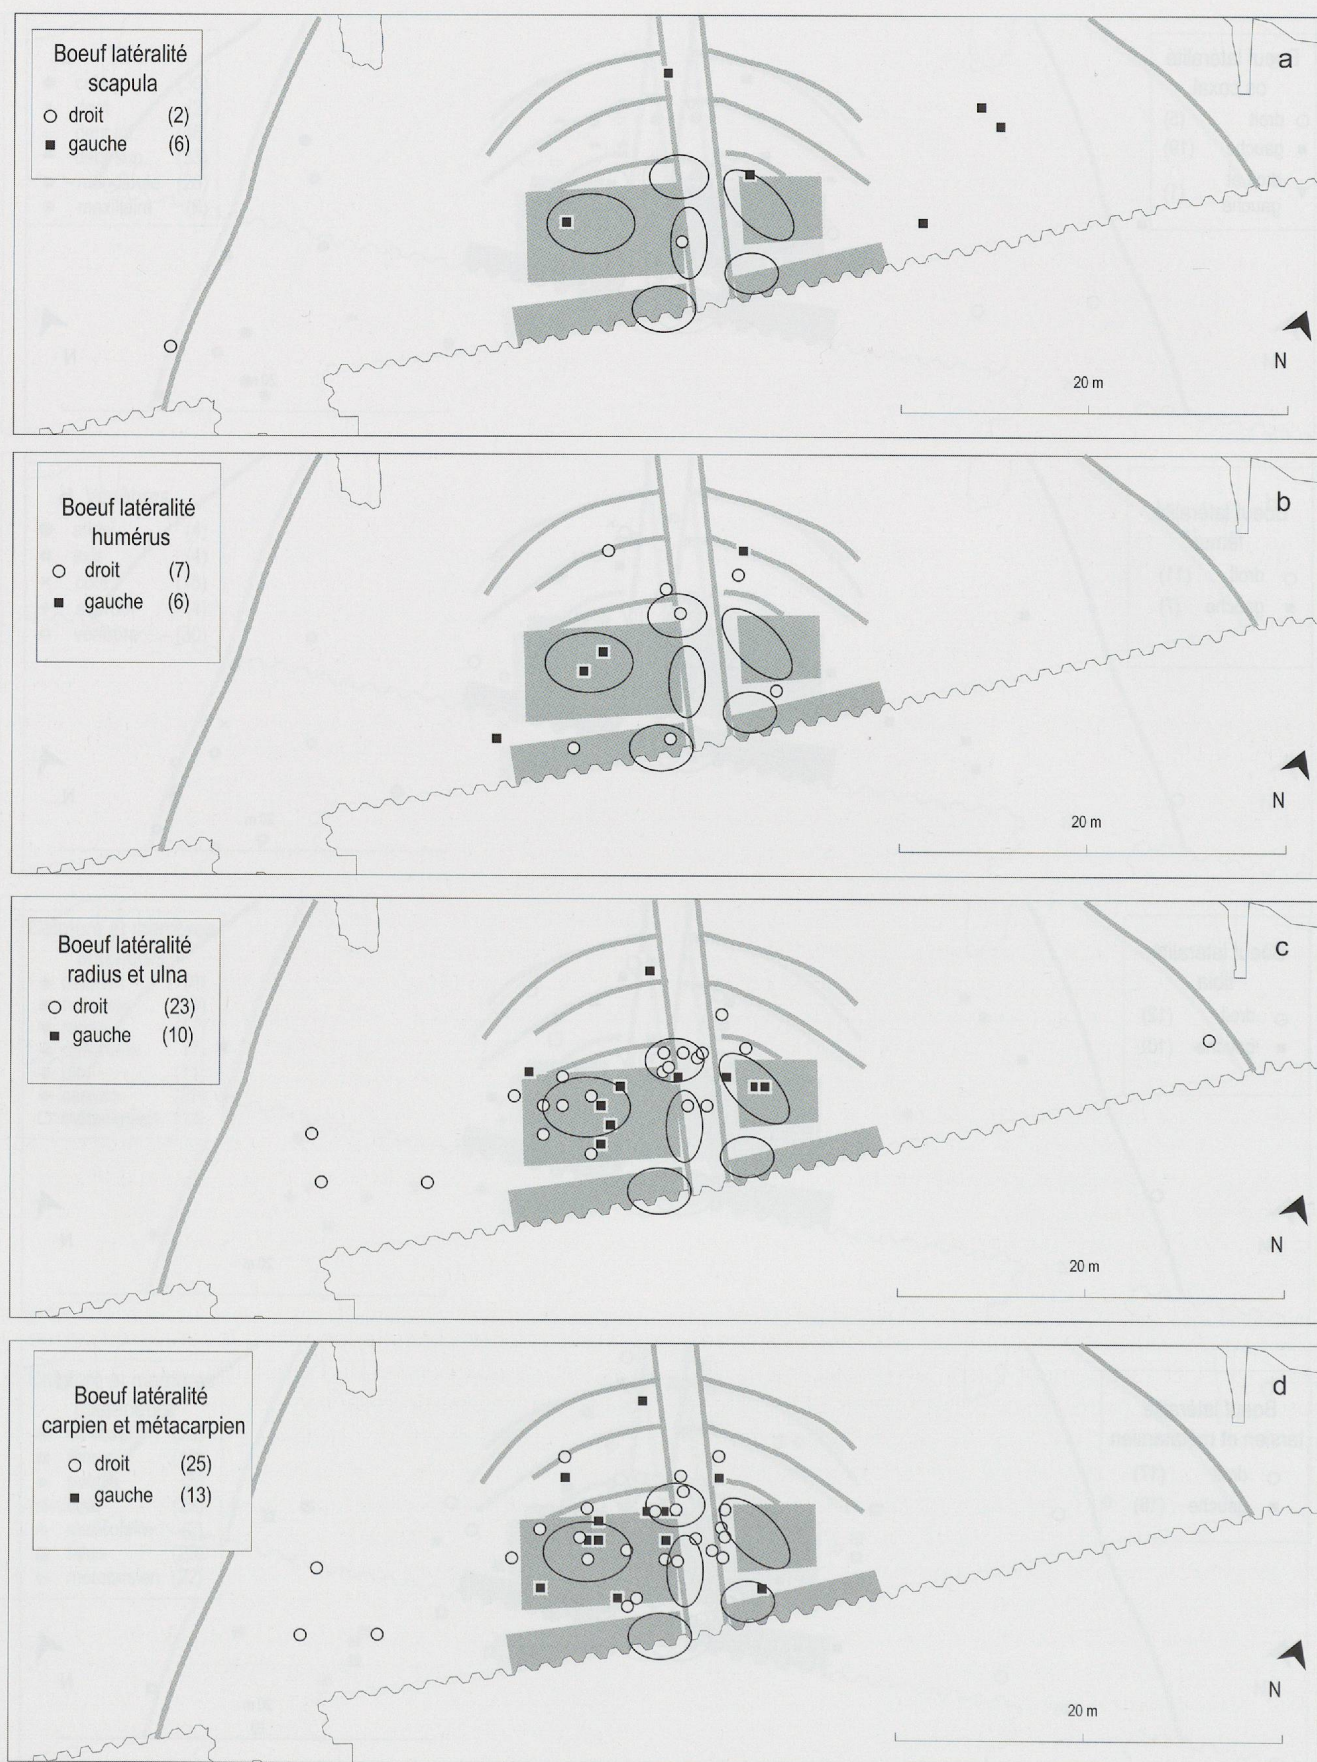 Boeuf latéralité
scapula
droit (2)
gauche (6)
a
N
20 m
Boeuf latéralité
humérus
droit (7)
gauche (6)
b
N
20 m
Boeuf latéralité
radius et ulna
droit (23)
gauche (10)
c
N
20 m
Boeuf latéralité
carpien et métacarpien
droit (25)
gauche (13)
d
N
20 m